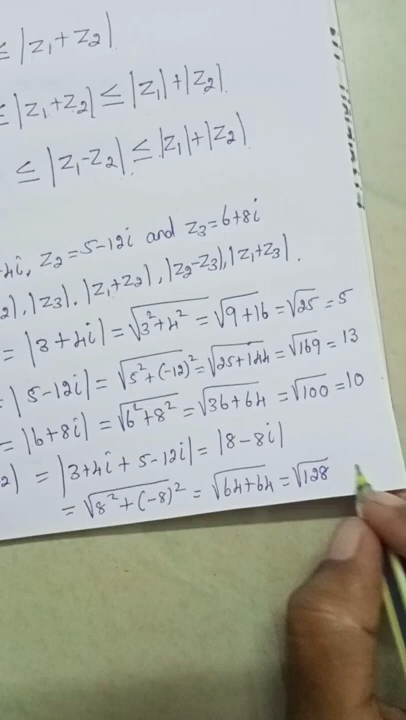 ≤ |z₁+z₂|
≤ |z₁+z₂| ≤ |z₁|+|z₂|
≤ |z₁-z₂| ≤ |z₁|+|z₂|
4i, z₂=5-12i and z₃=6+8i
₂|, |z₃|. |z₁+z₂|, |z₂-z₃|, |z₁+z₃|.
= |3+4i| = √3²+4² = √9+16 = √25 = 5
= |5-12i| = √5²+(-12)² = √25+144 = √169 = 13
= |6+8i| = √6²+8² = √36+64 = √100 = 10
₂| = |3+4i+5-12i| = |8-8i|
= √8²+(-8)² = √64+64 = √128